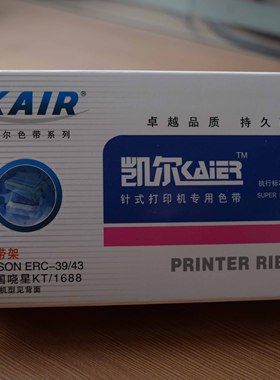 KAIR®
尔色带系列
卓越品质 持久
凯尔KAIER™
针式打印机专用色带
执行标
SUPER
带架
SON ERC-39/43
国晓星KT/1688
机型见背面
PRINTER RIB